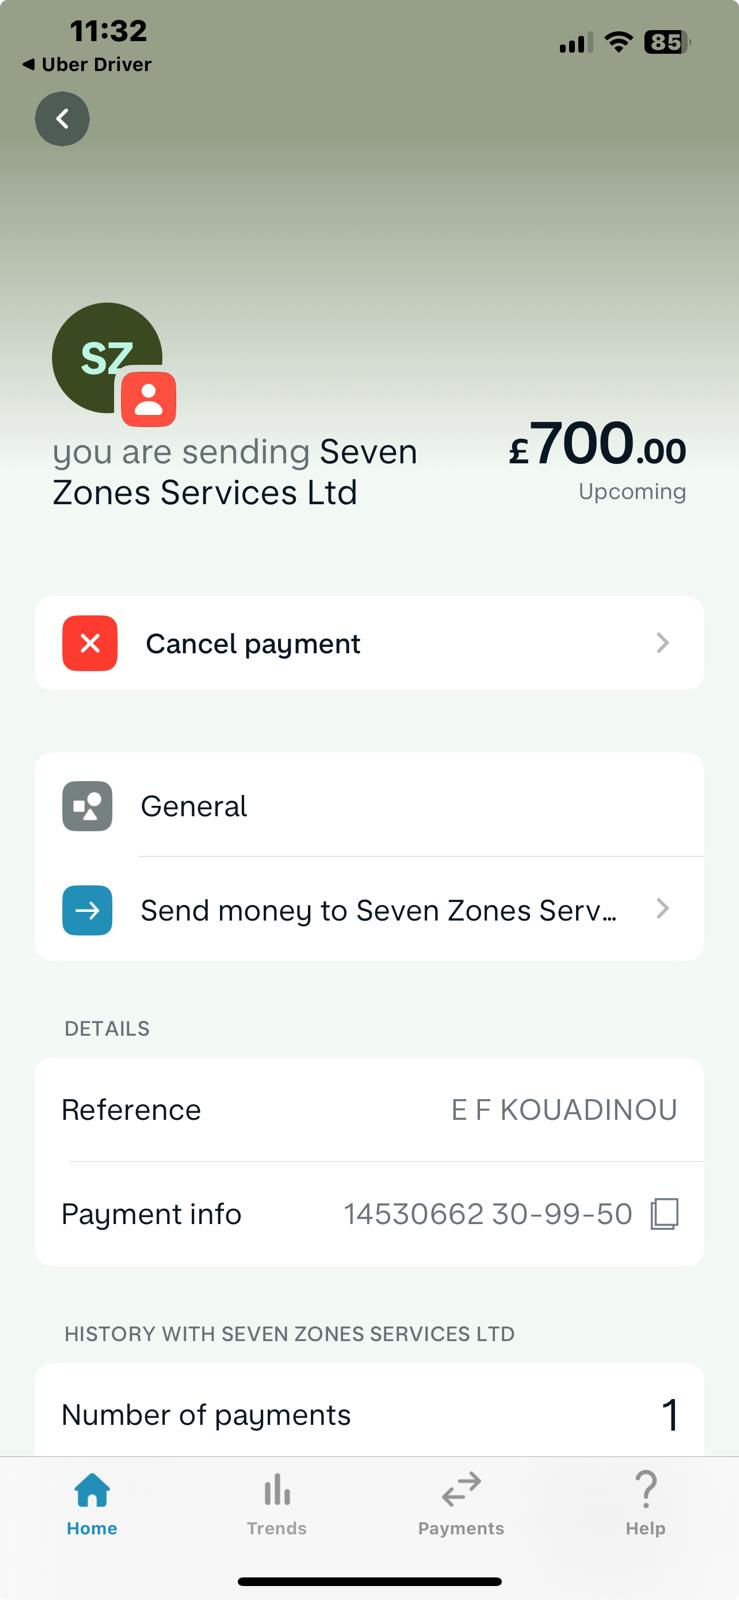 11:32
85
◀ Uber Driver
SZ
you are sending Seven
Zones Services Ltd
£700.00
Upcoming
Cancel payment
General
Send money to Seven Zones Serv...
DETAILS
Reference
E F KOUADINOU
Payment info
14530662 30-99-50
HISTORY WITH SEVEN ZONES SERVICES LTD
Number of payments
1
Home
Trends
Payments
Help